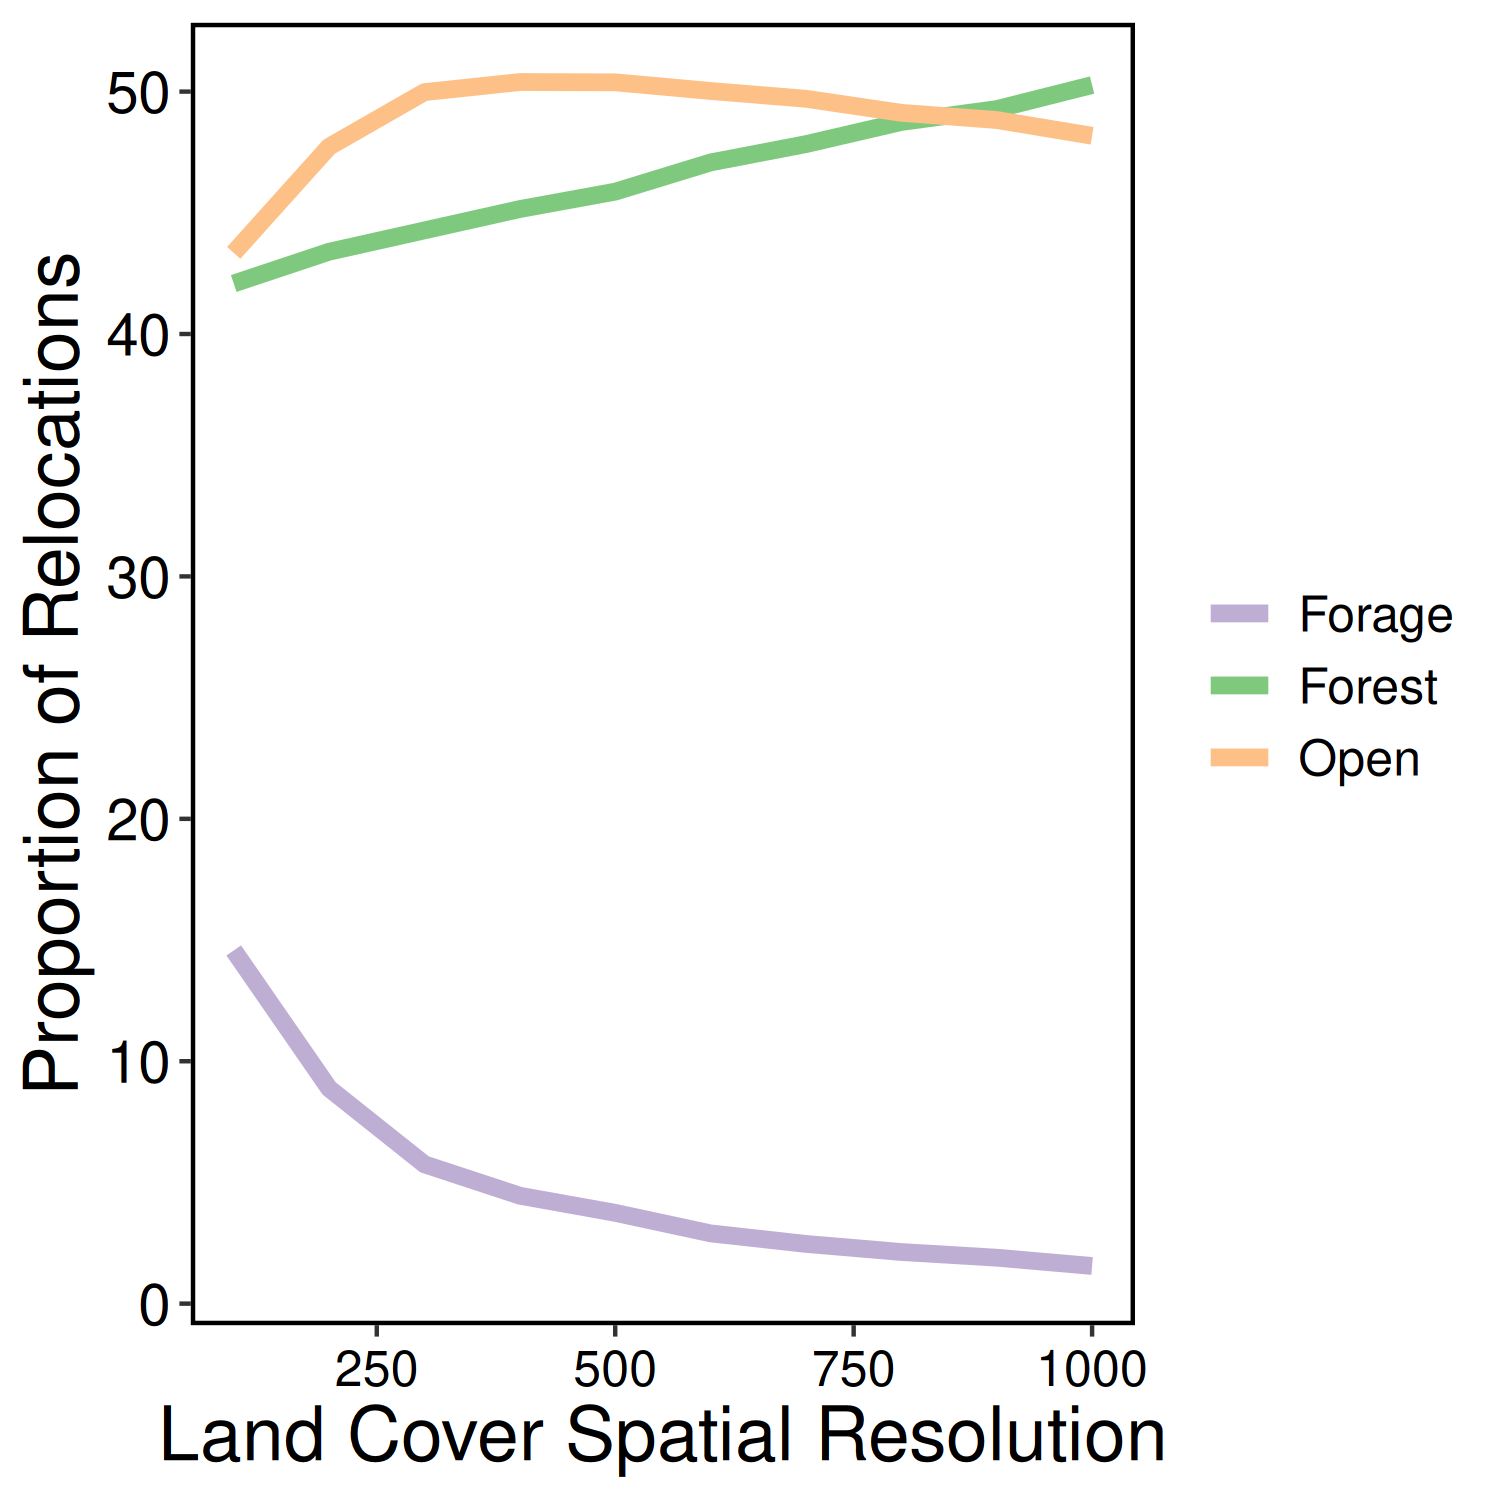 Proportion of Relocations
50
40
30
20
10
0
250 500 750 1000
Land Cover Spatial Resolution
Forage
Forest
Open